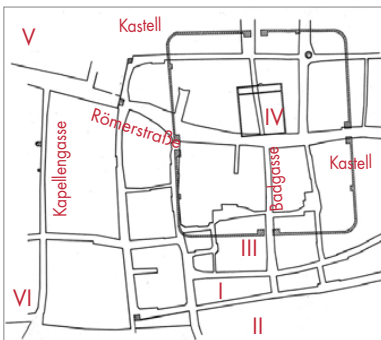 V
Kastell
IV
Römerstraße
Kapellengasse
Badgasse
Kastell
III
VI
I
II